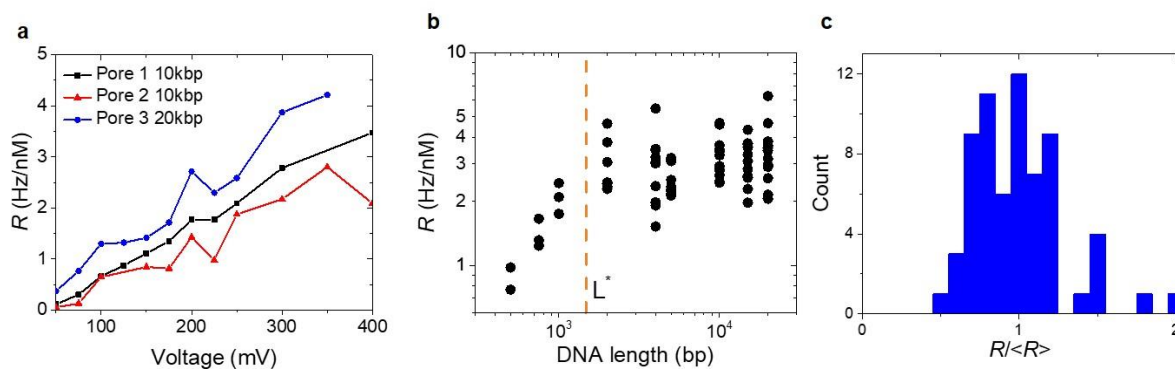 a
R (Hz/nM)
5
4
3
2
1
0
Pore 1 10kbp
Pore 2 10kbp
Pore 3 20kbp
100 200 300 400
Voltage (mV)
b
R (Hz/nM)
10
5
4
3
2
1
L*
10³ 10⁴
DNA length (bp)
c
Count
12
8
4
0
0 1 2
R/<R>